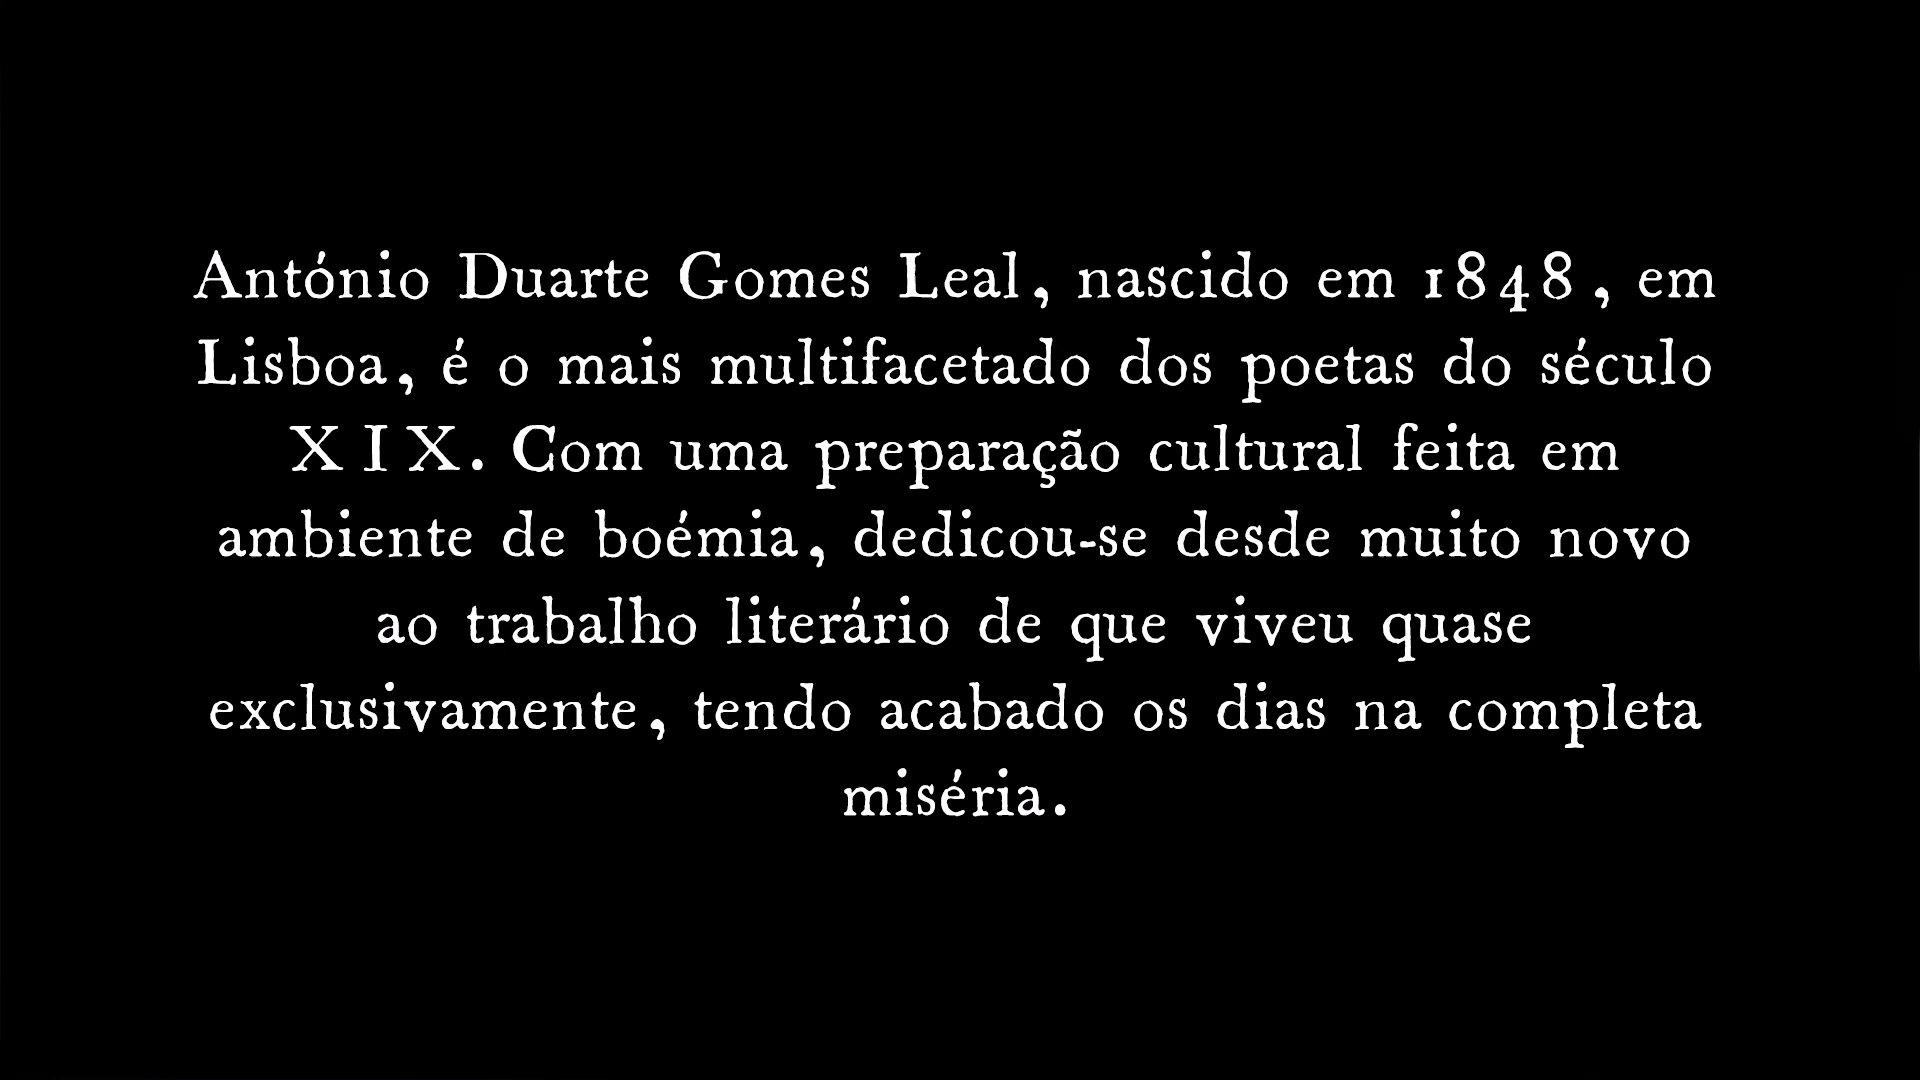 António Duarte Gomes Leal, nascido em 1848, em
Lisboa, é o mais multifacetado dos poetas do século
XIX. Com uma preparação cultural feita em
ambiente de boémia, dedicou-se desde muito novo
ao trabalho literário de que viveu quase
exclusivamente, tendo acabado os dias na completa
miséria.